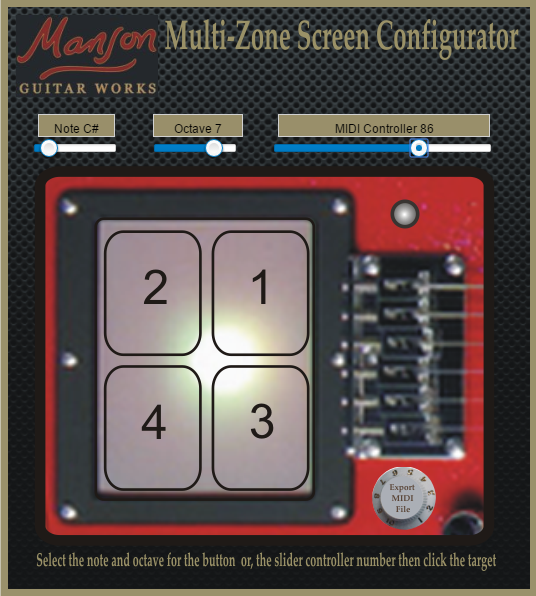 Manson
GUITAR WORKS
Multi-Zone Screen Configurator
Note C#
Octave 7
MIDI Controller 86
2
1
4
3
Export
MIDI
File
Select the note and octave for the button or, the slider controller number then click the target